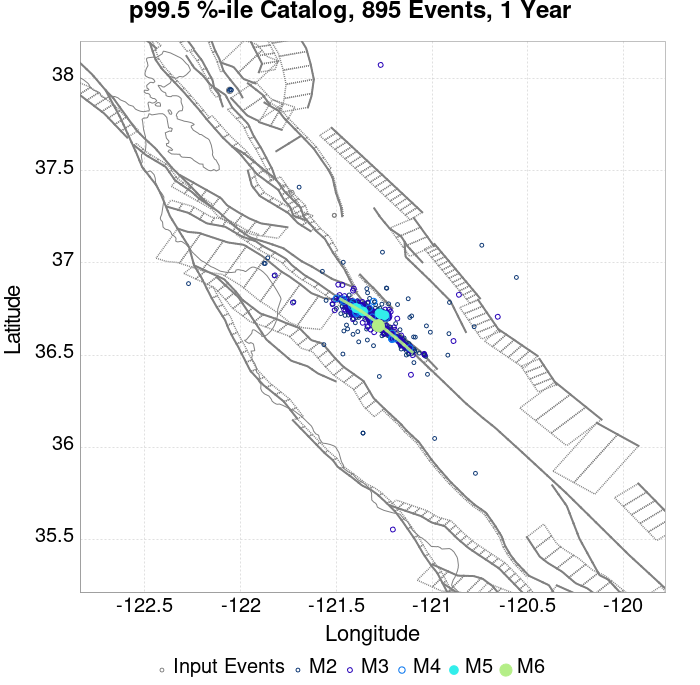 p99.5 %-ile Catalog, 895 Events, 1 Year
38
37.5
37
36.5
36
35.5
Latitude
-122.5 -122 -121.5 -121 -120.5 -120
Longitude
Input Events M2 M3 M4 M5 M6